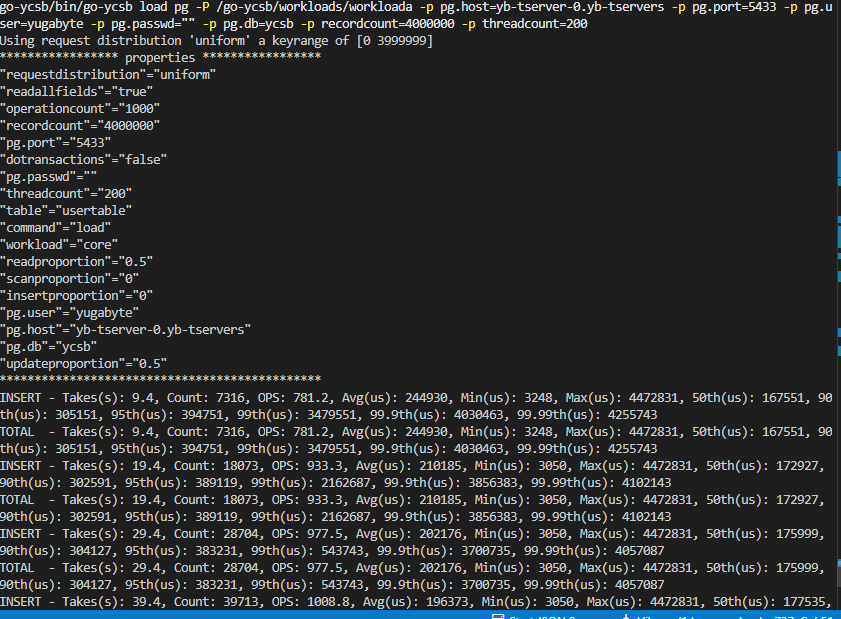 go-ycsb/bin/go-ycsb load pg -P /go-ycsb/workloads/workloada -p pg.host=yb-tserver-0.yb-tservers -p pg.port=5433 -p pg.u
ser=yugabyte -p pg.passwd="" -p pg.db=ycsb -p recordcount=4000000 -p threadcount=200
Using request distribution 'uniform' a keyrange of [0 3999999]
***************** properties *****************
"requestdistribution"="uniform"
"readallfields"="true"
"operationcount"="1000"
"recordcount"="4000000"
"pg.port"="5433"
"dotransactions"="false"
"pg.passwd"=""
"threadcount"="200"
"table"="usertable"
"command"="load"
"workload"="core"
"readproportion"="0.5"
"scanproportion"="0"
"insertproportion"="0"
"pg.user"="yugabyte"
"pg.host"="yb-tserver-0.yb-tservers"
"pg.db"="ycsb"
"updateproportion"="0.5"
**********************************************
INSERT - Takes(s): 9.4, Count: 7316, OPS: 781.2, Avg(us): 244930, Min(us): 3248, Max(us): 4472831, 50th(us): 167551, 90
th(us): 305151, 95th(us): 394751, 99th(us): 3479551, 99.9th(us): 4030463, 99.99th(us): 4255743
TOTAL  - Takes(s): 9.4, Count: 7316, OPS: 781.2, Avg(us): 244930, Min(us): 3248, Max(us): 4472831, 50th(us): 167551, 90
th(us): 305151, 95th(us): 394751, 99th(us): 3479551, 99.9th(us): 4030463, 99.99th(us): 4255743
INSERT - Takes(s): 19.4, Count: 18073, OPS: 933.3, Avg(us): 210185, Min(us): 3050, Max(us): 4472831, 50th(us): 172927,
90th(us): 302591, 95th(us): 389119, 99th(us): 2162687, 99.9th(us): 3856383, 99.99th(us): 4102143
TOTAL  - Takes(s): 19.4, Count: 18073, OPS: 933.3, Avg(us): 210185, Min(us): 3050, Max(us): 4472831, 50th(us): 172927,
90th(us): 302591, 95th(us): 389119, 99th(us): 2162687, 99.9th(us): 3856383, 99.99th(us): 4102143
INSERT - Takes(s): 29.4, Count: 28704, OPS: 977.5, Avg(us): 202176, Min(us): 3050, Max(us): 4472831, 50th(us): 175999,
90th(us): 304127, 95th(us): 383231, 99th(us): 543743, 99.9th(us): 3700735, 99.99th(us): 4057087
TOTAL  - Takes(s): 29.4, Count: 28704, OPS: 977.5, Avg(us): 202176, Min(us): 3050, Max(us): 4472831, 50th(us): 175999,
90th(us): 304127, 95th(us): 383231, 99th(us): 543743, 99.9th(us): 3700735, 99.99th(us): 4057087
INSERT - Takes(s): 39.4, Count: 39713, OPS: 1008.8, Avg(us): 196373, Min(us): 3050, Max(us): 4472831, 50th(us): 177535,